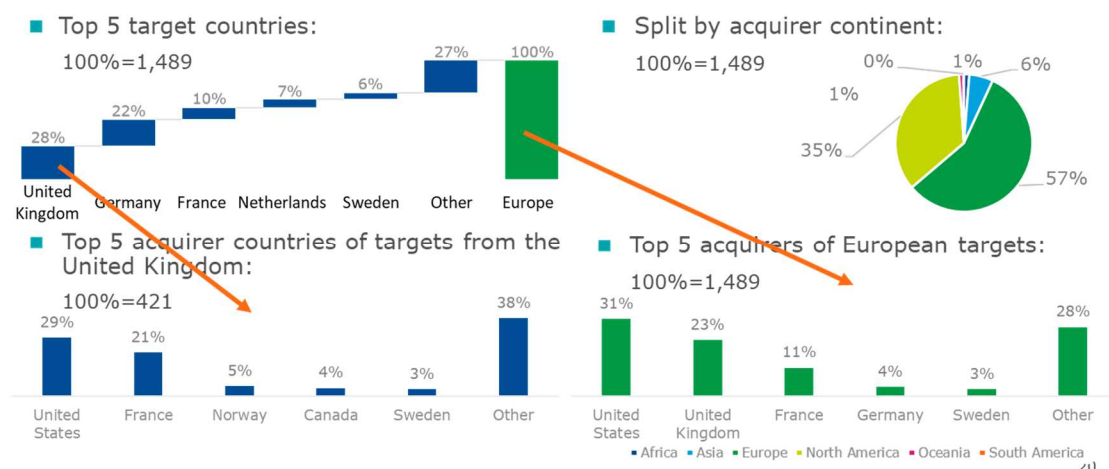 Top 5 target countries:
100%=1,489
28%
22%
10%
7%
6%
27%
100%
United Kingdom
Germany
France
Netherlands
Sweden
Other
Europe
Split by acquirer continent:
100%=1,489
0%
1%
6%
1%
35%
57%
Top 5 acquirer countries of targets from the
United Kingdom:
100%=421
29%
21%
5%
4%
3%
38%
United States
France
Norway
Canada
Sweden
Other
Top 5 acquirers of European targets:
100%=1,489
31%
23%
11%
4%
3%
28%
United States
United Kingdom
France
Germany
Sweden
Other
Africa
Asia
Europe
North America
Oceania
South America